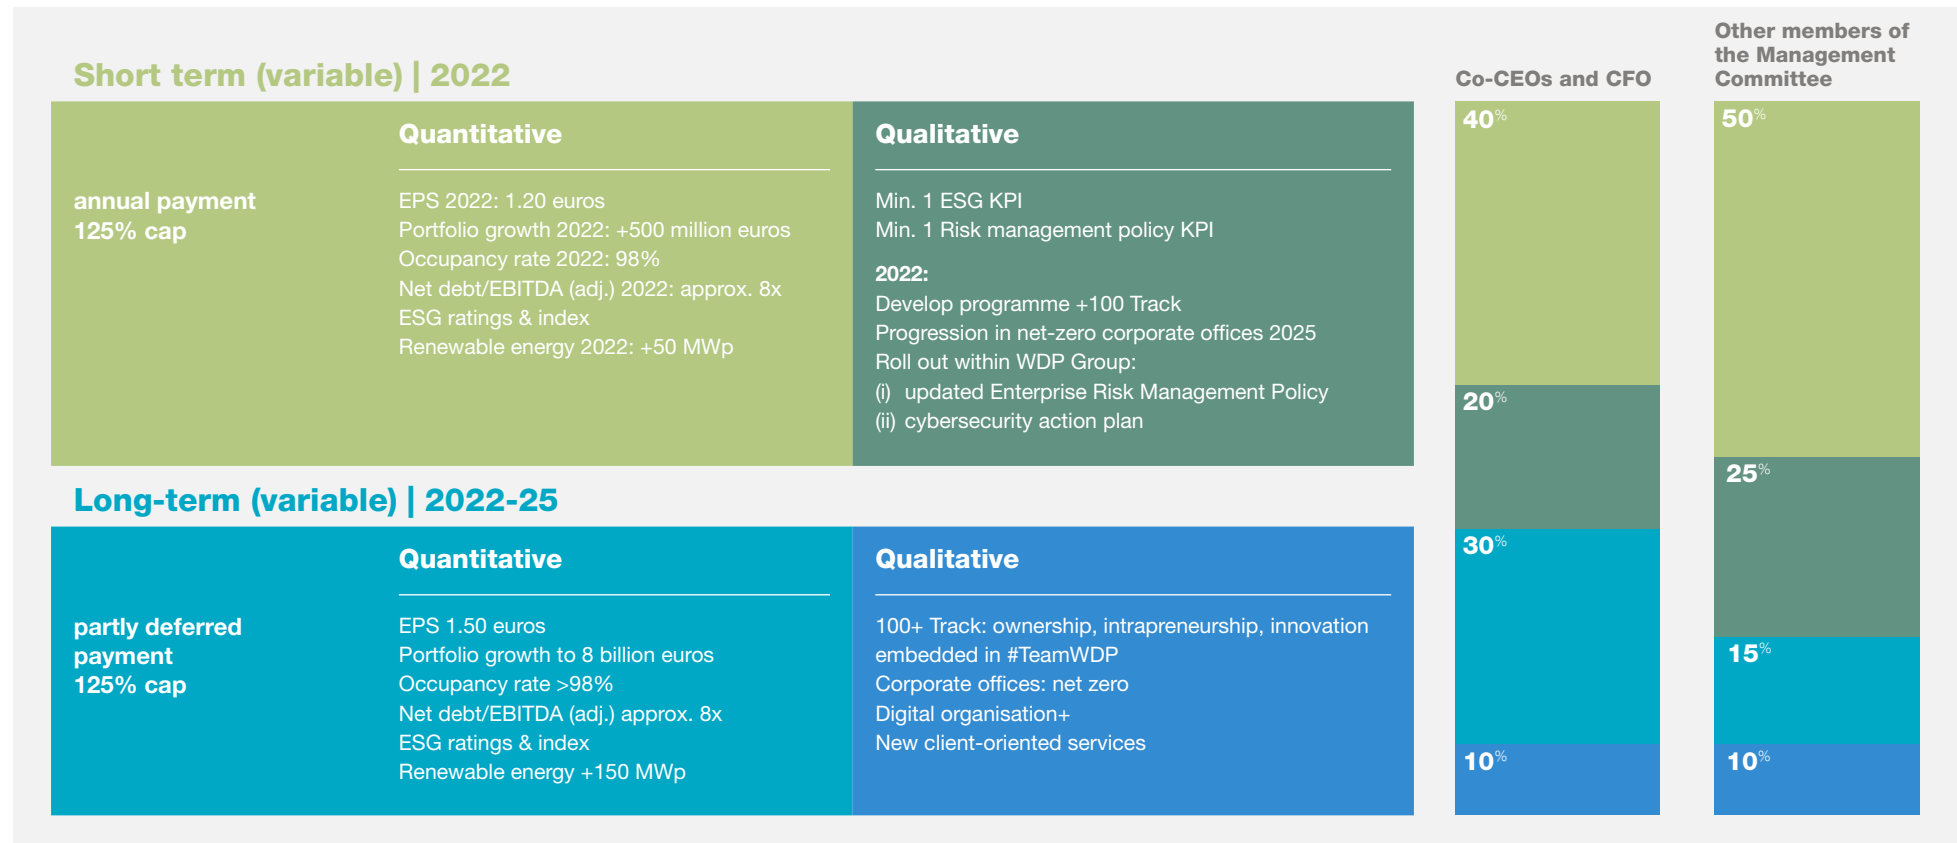 Short term (variable) | 2022
annual payment
125% cap
Quantitative
EPS 2022: 1.20 euros
Portfolio growth 2022: +500 million euros
Occupancy rate 2022: 98%
Net debt/EBITDA (adj.) 2022: approx. 8x
ESG ratings & index
Renewable energy 2022: +50 MWp
Qualitative
Min. 1 ESG KPI
Min. 1 Risk management policy KPI
2022:
Develop programme +100 Track
Progression in net-zero corporate offices 2025
Roll out within WDP Group:
(i) updated Enterprise Risk Management Policy
(ii) cybersecurity action plan
Long-term (variable) | 2022-25
partly deferred
payment
125% cap
Quantitative
EPS 1.50 euros
Portfolio growth to 8 billion euros
Occupancy rate >98%
Net debt/EBITDA (adj.) approx. 8x
ESG ratings & index
Renewable energy +150 MWp
Qualitative
100+ Track: ownership, intrapreneurship, innovation
embedded in #TeamWDP
Corporate offices: net zero
Digital organisation+
New client-oriented services
Co-CEOs and CFO
40%
20%
30%
10%
Other members of
the Management
Committee
50%
25%
15%
10%